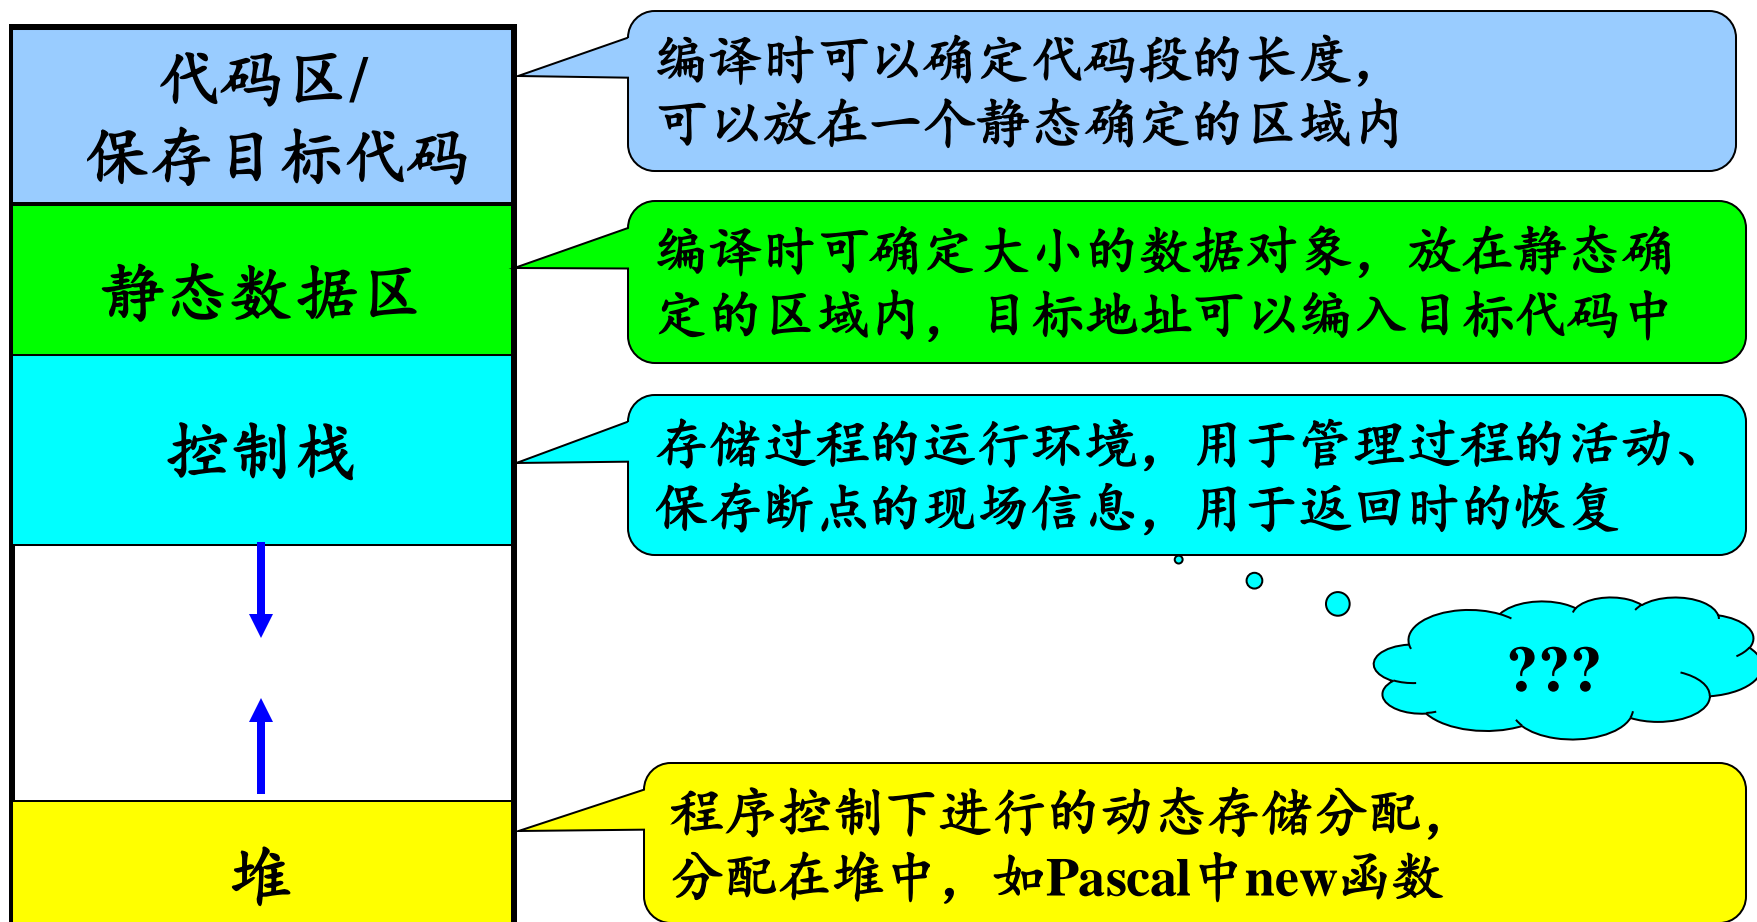 代码区/
保存目标代码
编译时可以确定代码段的长度，
可以放在一个静态确定的区域内
静态数据区
编译时可确定大小的数据对象，放在静态确
定的区域内，目标地址可以编入目标代码中
控制栈
存储过程的运行环境，用于管理过程的活动、
保存断点的现场信息，用于返回时的恢复
???
堆
程序控制下进行的动态存储分配，
分配在堆中，如Pascal中new函数